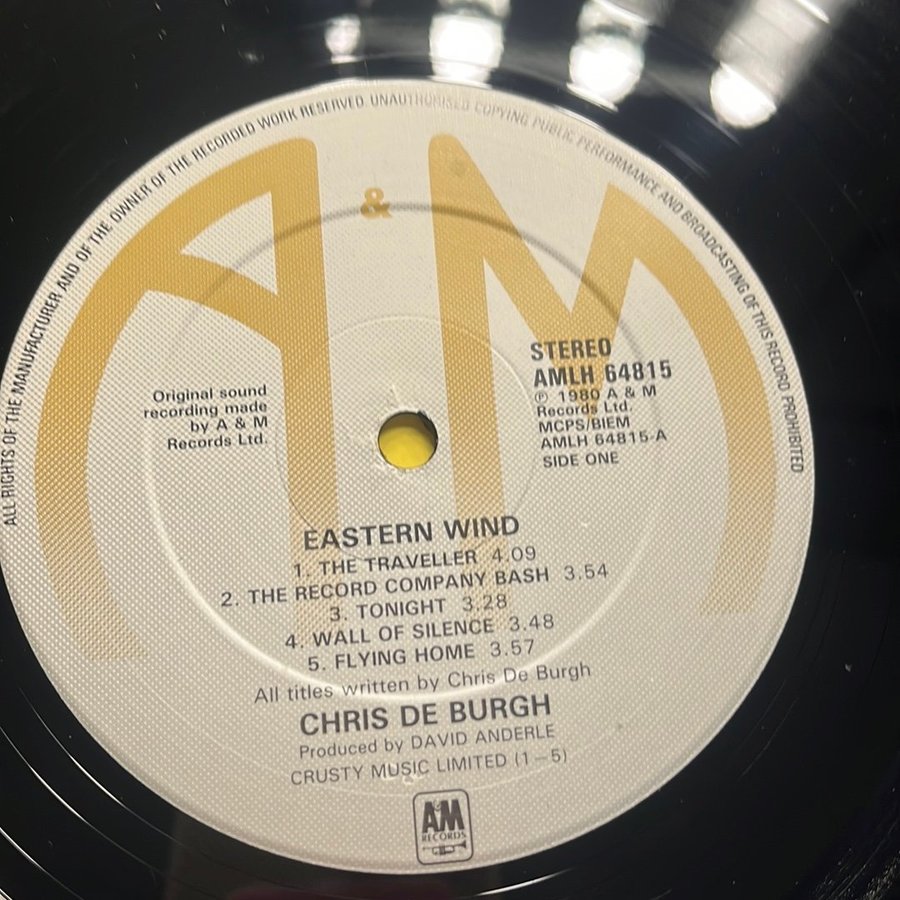 ALL RIGHTS OF THE MANUFACTURER AND OF THE OWNER OF THE RECORDED WORK RESERVED. UNAUTHORISED COPYING PUBLIC PERFORMANCE AND BROADCASTING OF THIS RECORD PROHIBITED
A & M
STEREO
AMLH 64815
℗ 1980 A & M
Records Ltd.
MCPS/BIEM
AMLH 64815-A
SIDE ONE
Original sound
recording made
by A & M
Records Ltd.
EASTERN WIND
1. THE TRAVELLER 4.09
2. THE RECORD COMPANY BASH 3.54
3. TONIGHT 3.28
4. WALL OF SILENCE 3.48
5. FLYING HOME 3.57
All titles written by Chris De Burgh
CHRIS DE BURGH
Produced by DAVID ANDERLE
CRUSTY MUSIC LIMITED (1–5)
A&M
RECORDS